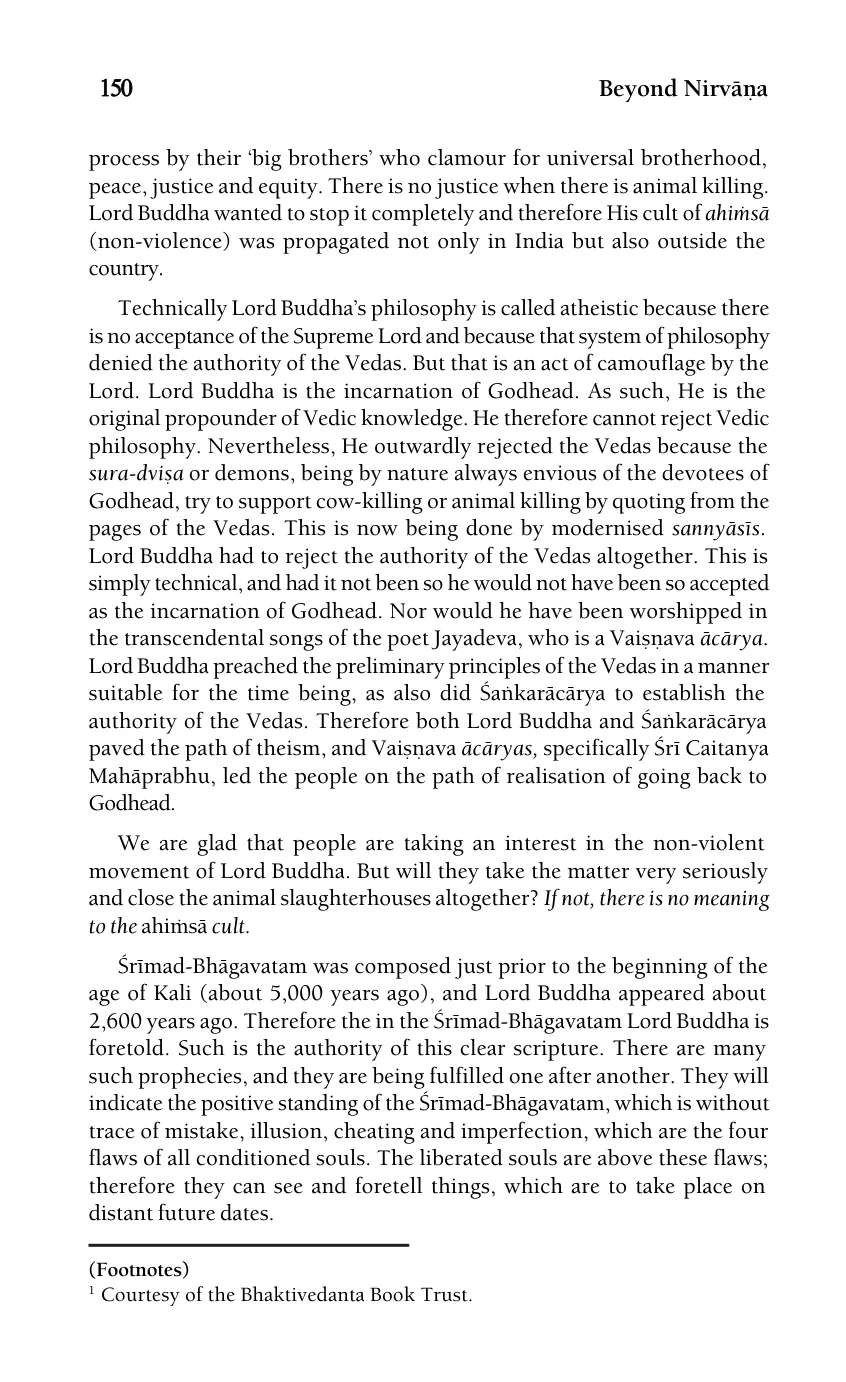 150
Beyond Nirvāṇa
process by their ‘big brothers’ who clamour for universal brotherhood,
peace, justice and equity. There is no justice when there is animal killing.
Lord Buddha wanted to stop it completely and therefore His cult of ahiṁsā
(non-violence) was propagated not only in India but also outside the
country.
Technically Lord Buddha’s philosophy is called atheistic because there
is no acceptance of the Supreme Lord and because that system of philosophy
denied the authority of the Vedas. But that is an act of camouflage by the
Lord. Lord Buddha is the incarnation of Godhead. As such, He is the
original propounder of Vedic knowledge. He therefore cannot reject Vedic
philosophy. Nevertheless, He outwardly rejected the Vedas because the
sura-dviṣa or demons, being by nature always envious of the devotees of
Godhead, try to support cow-killing or animal killing by quoting from the
pages of the Vedas. This is now being done by modernised sannyāsīs.
Lord Buddha had to reject the authority of the Vedas altogether. This is
simply technical, and had it not been so he would not have been so accepted
as the incarnation of Godhead. Nor would he have been worshipped in
the transcendental songs of the poet Jayadeva, who is a Vaiṣṇava ācārya.
Lord Buddha preached the preliminary principles of the Vedas in a manner
suitable for the time being, as also did Śaṅkarācārya to establish the
authority of the Vedas. Therefore both Lord Buddha and Śaṅkarācārya
paved the path of theism, and Vaiṣṇava ācāryas, specifically Śrī Caitanya
Mahāprabhu, led the people on the path of realisation of going back to
Godhead.
We are glad that people are taking an interest in the non-violent
movement of Lord Buddha. But will they take the matter very seriously
and close the animal slaughterhouses altogether? If not, there is no meaning
to the ahiṁsā cult.
Śrīmad-Bhāgavatam was composed just prior to the beginning of the
age of Kali (about 5,000 years ago), and Lord Buddha appeared about
2,600 years ago. Therefore the in the Śrīmad-Bhāgavatam Lord Buddha is
foretold. Such is the authority of this clear scripture. There are many
such prophecies, and they are being fulfilled one after another. They will
indicate the positive standing of the Śrīmad-Bhāgavatam, which is without
trace of mistake, illusion, cheating and imperfection, which are the four
flaws of all conditioned souls. The liberated souls are above these flaws;
therefore they can see and foretell things, which are to take place on
distant future dates.
(Footnotes)
1 Courtesy of the Bhaktivedanta Book Trust.